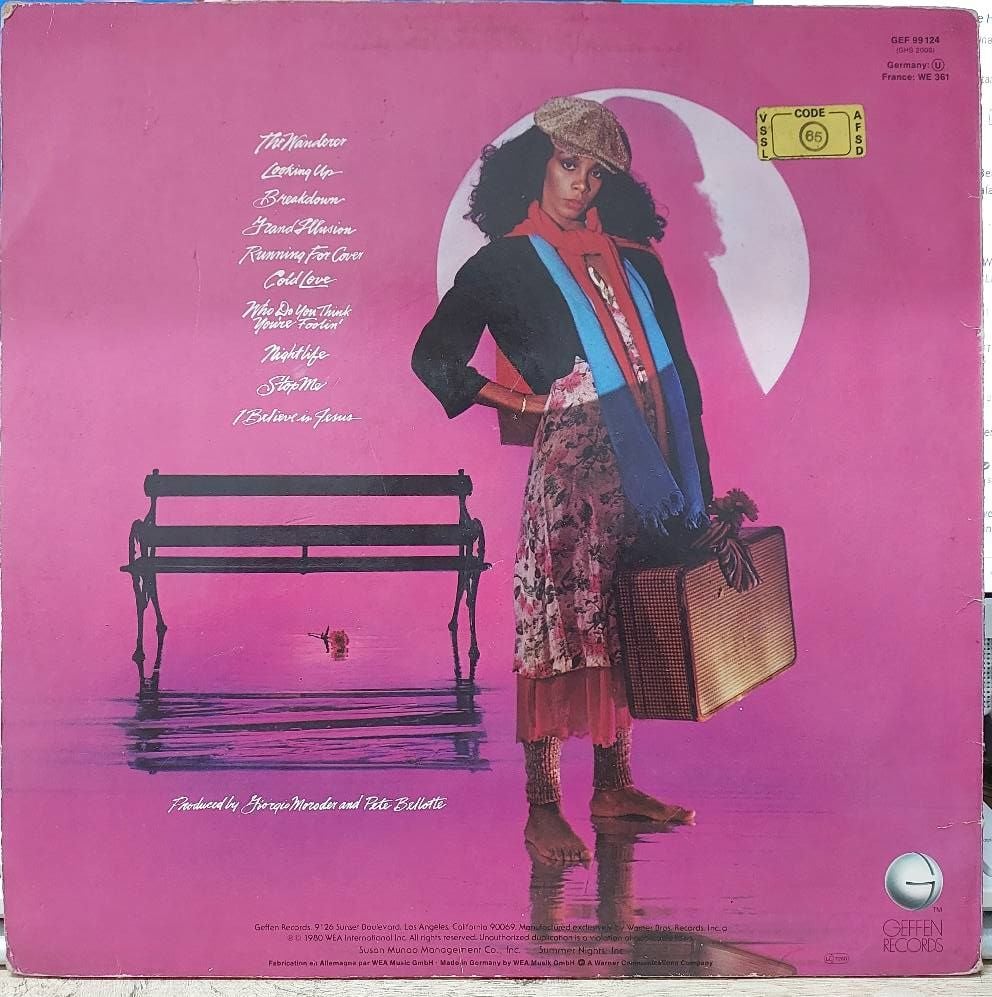 GEF 99124
(GHS 2000)
Germany: U
France: WE 361
VSSL
CODE
65
AFSD
The Wanderer
Looking Up
Breakdown
Grand Illusion
Running For Cover
Cold Love
Who Do You Think
You're Foolin'
Nightlife
Stop Me
I Believe in Jesus
Produced by Giorgio Moroder and Pete Bellotte
G
TM
GEFFEN
RECORDS
Geffen Records, 9126 Sunset Boulevard, Los Angeles, California 90069. Manufactured exclusively by Warner Bros. Records, Inc., a
℗ © 1980 WEA International Inc. All rights reserved. Unauthorized duplication is a violation of applicable laws.
Susan Munao Management Co., Inc. Summer Nights, Inc.
Fabrication en Allemagne par WEA Music GmbH · Made in Germany by WEA Musik GmbH A Warner Communications Company
LC